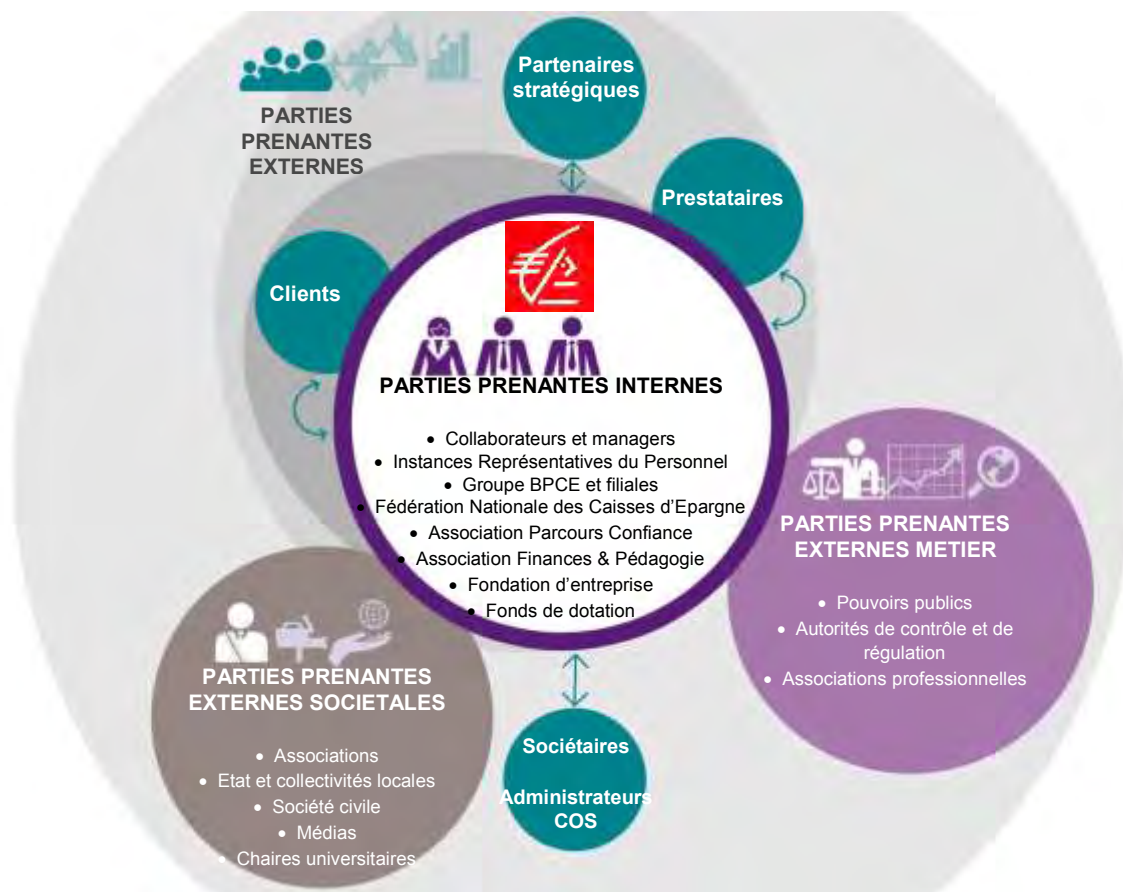 PARTIES
PRENANTES
EXTERNES
Partenaires
stratégiques
Prestataires
Clients
PARTIES PRENANTES INTERNES
• Collaborateurs et managers
• Instances Représentatives du Personnel
• Groupe BPCE et filiales
• Fédération Nationale des Caisses d’Epargne
• Association Parcours Confiance
• Association Finances & Pédagogie
• Fondation d’entreprise
• Fonds de dotation
PARTIES PRENANTES
EXTERNES METIER
• Pouvoirs publics
• Autorités de contrôle et de
régulation
• Associations professionnelles
PARTIES PRENANTES
EXTERNES SOCIETALES
• Associations
• Etat et collectivités locales
• Société civile
• Médias
• Chaires universitaires
Sociétaires
Administrateurs
COS